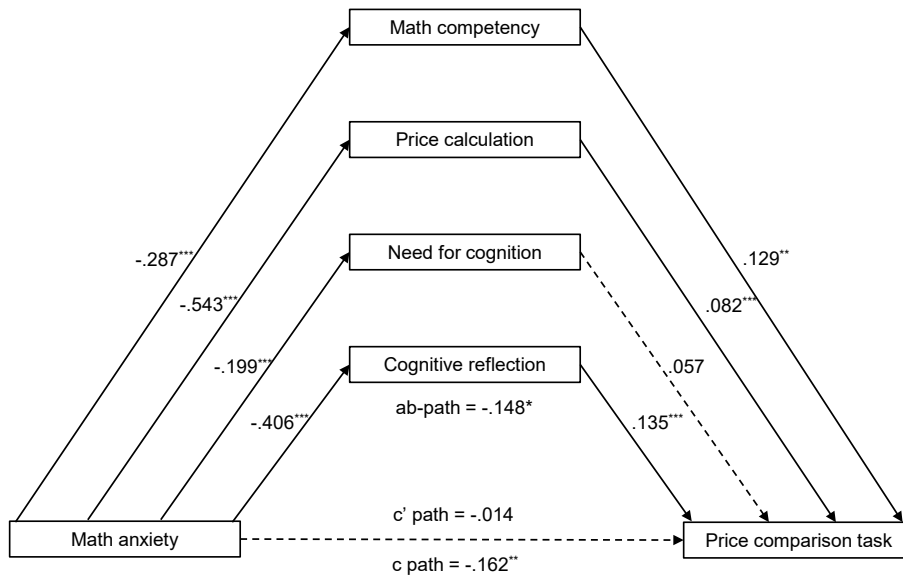 Math competency
Price calculation
Need for cognition
Cognitive reflection
-.287***
-.543***
-.199***
-.406***
.129**
.082***
.057
.135***
ab-path = -.148*
c’ path = -.014
Math anxiety
Price comparison task
c path = -.162**